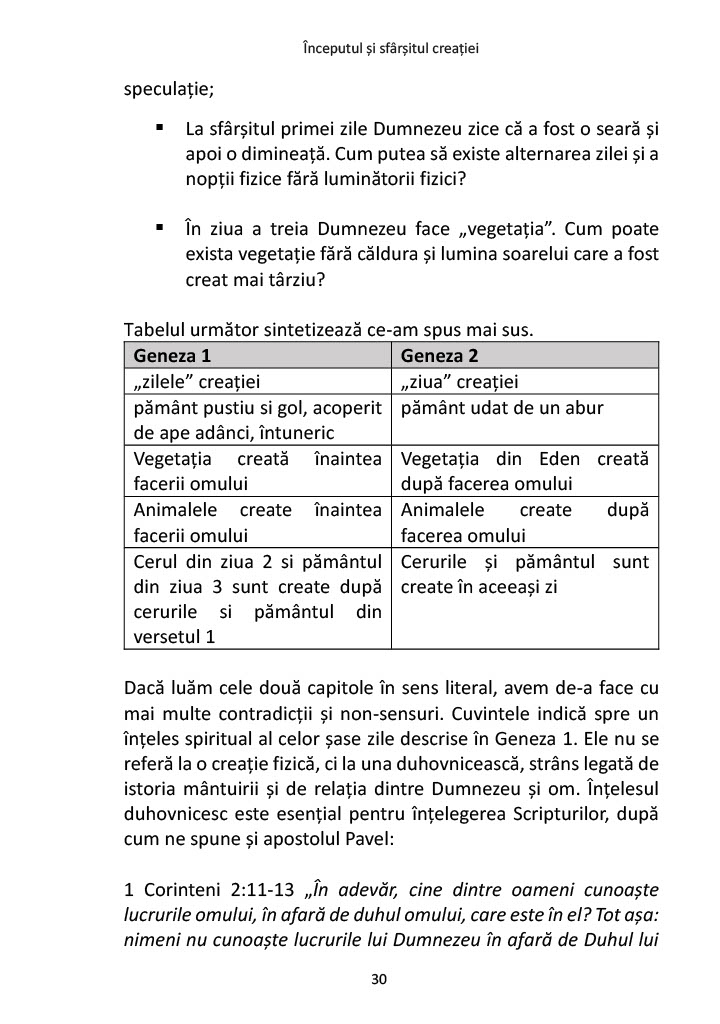 Începutul și sfârșitul creației
speculație;
▪ La sfârșitul primei zile Dumnezeu zice că a fost o seară și
apoi o dimineață. Cum putea să existe alternarea zilei și a
nopții fizice fără luminătorii fizici?
▪ În ziua a treia Dumnezeu face „vegetația”. Cum poate
exista vegetație fără căldura și lumina soarelui care a fost
creat mai târziu?
Tabelul următor sintetizează ce-am spus mai sus.
Geneza 1
Geneza 2
„zilele” creației
„ziua” creației
pământ pustiu si gol, acoperit
de ape adânci, întuneric
pământ udat de un abur
Vegetația creată înaintea
facerii omului
Vegetația din Eden creată
după facerea omului
Animalele create înaintea
facerii omului
Animalele create după
facerea omului
Cerul din ziua 2 si pământul
din ziua 3 sunt create după
cerurile si pământul din
versetul 1
Cerurile și pământul sunt
create în aceeași zi
Dacă luăm cele două capitole în sens literal, avem de-a face cu
mai multe contradicții și non-sensuri. Cuvintele indică spre un
înțeles spiritual al celor șase zile descrise în Geneza 1. Ele nu se
referă la o creație fizică, ci la una duhovnicească, strâns legată de
istoria mântuirii și de relația dintre Dumnezeu și om. Înțelesul
duhovnicesc este esențial pentru înțelegerea Scripturilor, după
cum ne spune și apostolul Pavel:
1 Corinteni 2:11-13 „În adevăr, cine dintre oameni cunoaște
lucrurile omului, în afară de duhul omului, care este în el? Tot așa:
nimeni nu cunoaște lucrurile lui Dumnezeu în afară de Duhul lui
30